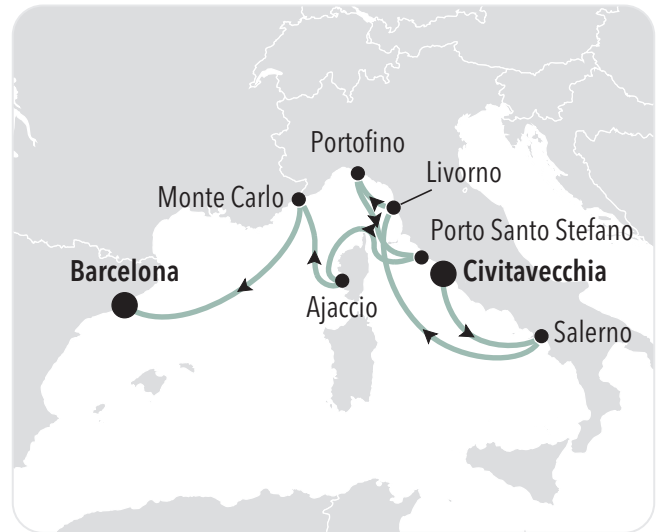 Portofino
Livorno
Monte Carlo
Porto Santo Stefano
Barcelona
Civitavecchia
Ajaccio
Salerno